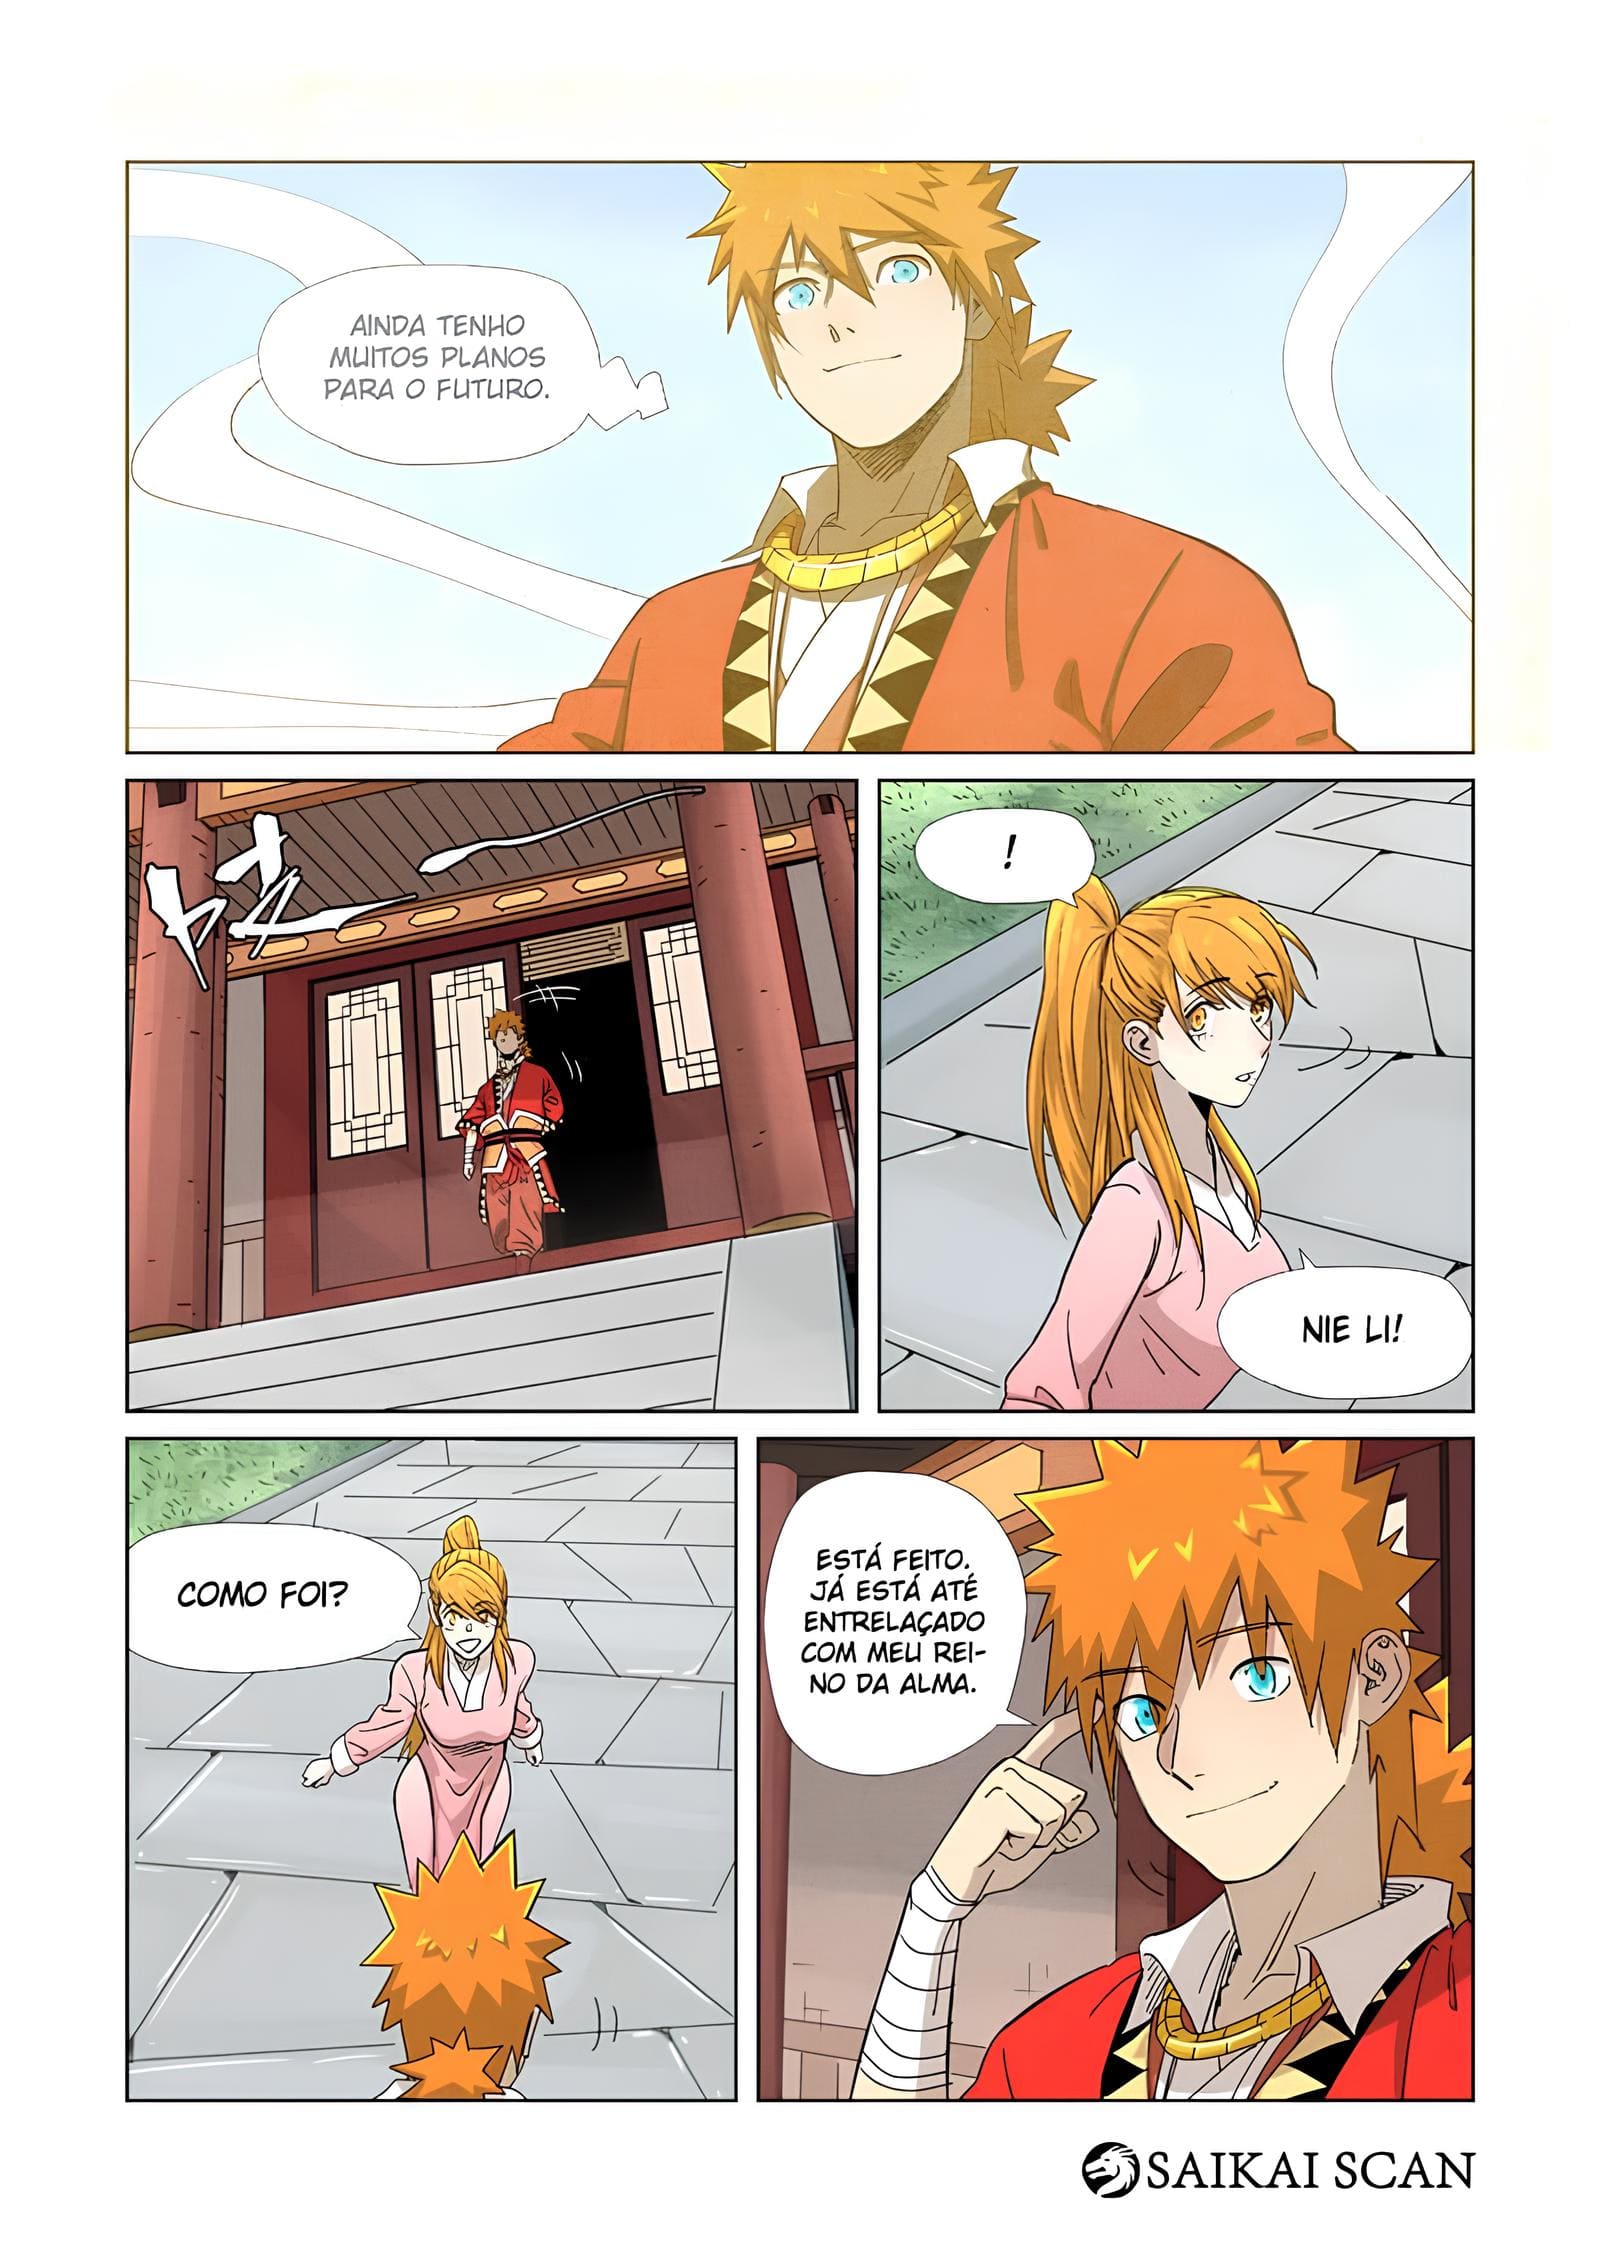 AINDA TENHO
MUITOS PLANOS
PARA O FUTURO.
!
NIE LI!
COMO FOI?
ESTÁ FEITO.
JÁ ESTÁ ATÉ
ENTRELAÇADO
COM MEU REI-
NO DA ALMA.
SAIKAI SCAN